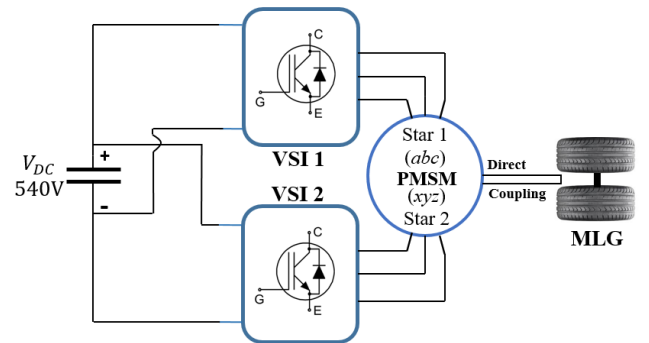 C
G
E
VSI 1
+
V_DC
540V
-
Star 1
(abc)
PMSM
(xyz)
Star 2
Direct
Coupling
MLG
VSI 2
C
G
E